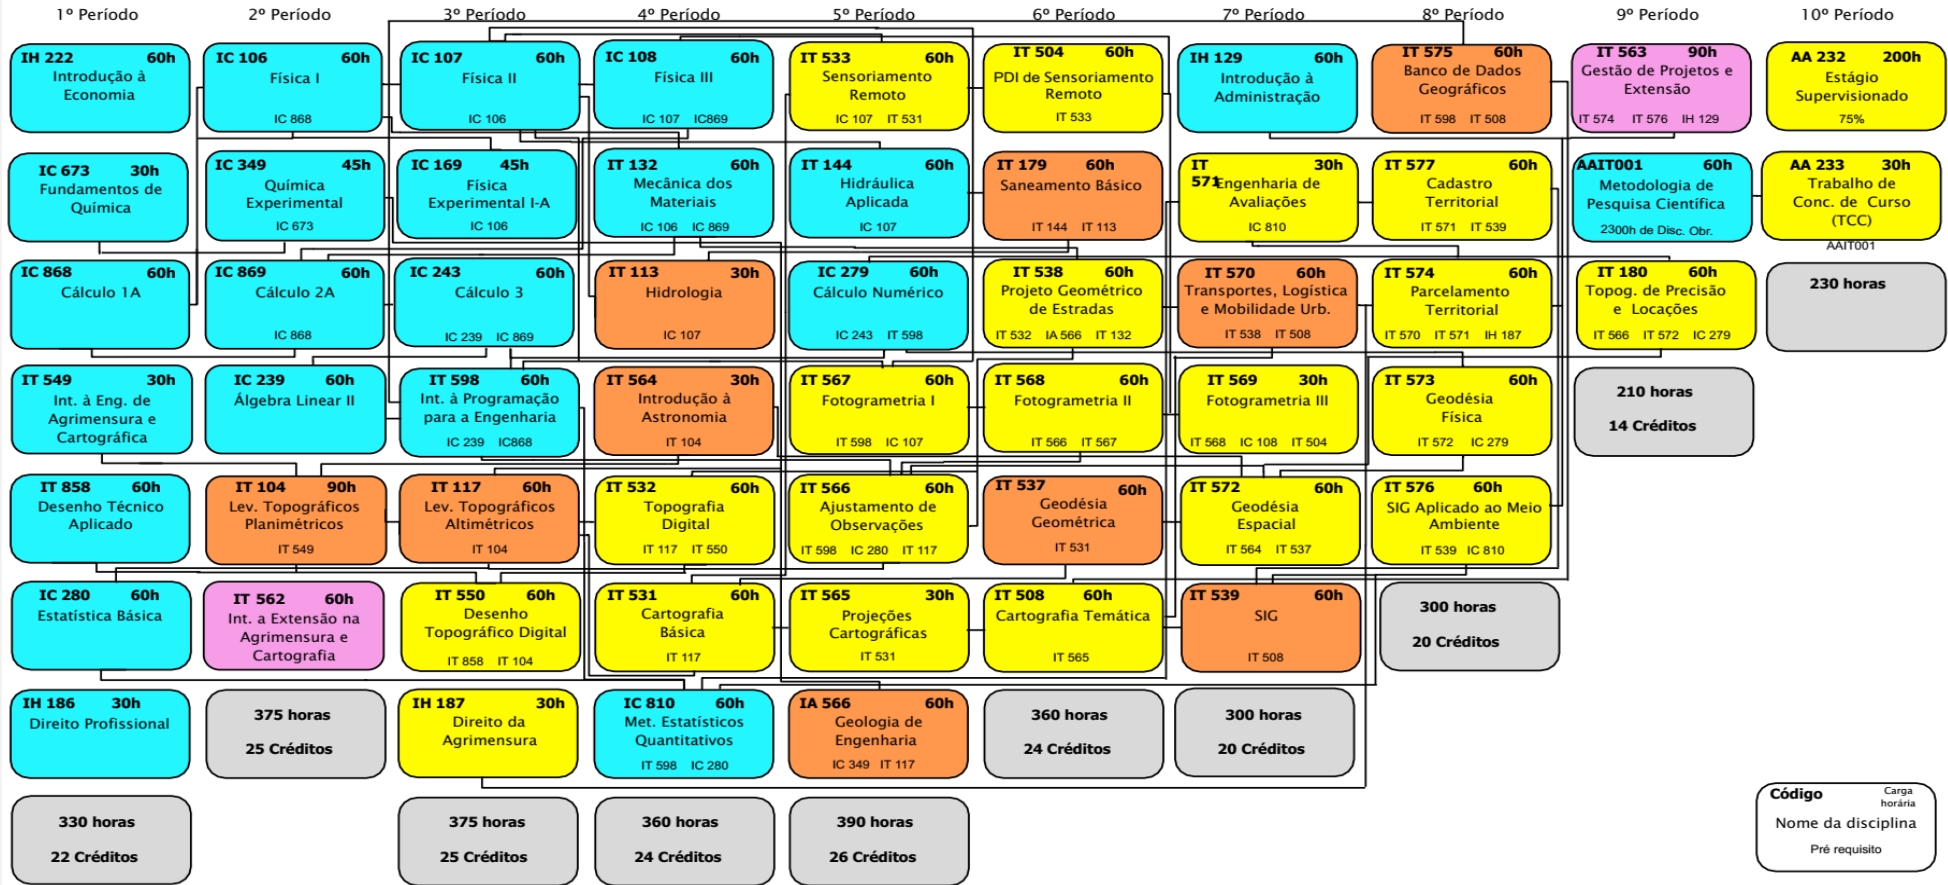 1º Período
2º Período
3º Período
4º Período
5º Período
6º Período
7º Período
8º Período
9º Período
10º Período
IH 222 60h
Introdução à
Economia
IC 106 60h
Física I
IC 868
IC 107 60h
Física II
IC 106
IC 108 60h
Física III
IC 107 IC869
IT 533 60h
Sensoriamento
Remoto
IC 107 IT 531
IT 504 60h
PDI de Sensoriamento
Remoto
IT 533
IH 129 60h
Introdução à
Administração
IT 575 60h
Banco de Dados
Geográficos
IT 598 IT 508
IT 563 90h
Gestão de Projetos e
Extensão
IT 574 IT 576 IH 129
AA 232 200h
Estágio
Supervisionado
75%
IC 673 30h
Fundamentos de
Química
IC 349 45h
Química
Experimental
IC 673
IC 169 45h
Física
Experimental I-A
IC 106
IT 132 60h
Mecânica dos
Materiais
IC 106 IC 869
IT 144 60h
Hidráulica
Aplicada
IC 107
IT 179 60h
Saneamento Básico
IT 144 IT 113
IT 30h
571 Engenharia de
Avaliações
IC 810
IT 577 60h
Cadastro
Territorial
IT 571 IT 539
AAIT001 60h
Metodologia de
Pesquisa Científica
2300h de Disc. Obr.
AA 233 30h
Trabalho de
Conc. de Curso
(TCC)
AAIT001
IC 868 60h
Cálculo 1A
IC 869 60h
Cálculo 2A
IC 868
IC 243 60h
Cálculo 3
IC 239 IC 869
IT 113 30h
Hidrologia
IC 107
IC 279 60h
Cálculo Numérico
IC 243 IT 598
IT 538 60h
Projeto Geométrico
de Estradas
IT 532 IA 566 IT 132
IT 570 60h
Transportes, Logística
e Mobilidade Urb.
IT 538 IT 508
IT 574 60h
Parcelamento
Territorial
IT 570 IT 571 IH 187
IT 180 60h
Topog. de Precisão
e Locações
IT 566 IT 572 IC 279
230 horas
IT 549 30h
Int. à Eng. de
Agrimensura e
Cartográfica
IC 239 60h
Álgebra Linear II
IT 598 60h
Int. à Programação
para a Engenharia
IC 239 IC868
IT 564 30h
Introdução à
Astronomia
IT 104
IT 567 60h
Fotogrametria I
IT 598 IC 107
IT 568 60h
Fotogrametria II
IT 566 IT 567
IT 569 30h
Fotogrametria III
IT 568 IC 108 IT 504
IT 573 60h
Geodésia
Física
IT 572 IC 279
210 horas
14 Créditos
IT 858 60h
Desenho Técnico
Aplicado
IT 104 90h
Lev. Topográficos
Planimétricos
IT 549
IT 117 60h
Lev. Topográficos
Altimétricos
IT 104
IT 532 60h
Topografia
Digital
IT 117 IT 550
IT 566 60h
Ajustamento de
Observações
IT 598 IC 280 IT 117
IT 537 60h
Geodésia
Geométrica
IT 531
IT 572 60h
Geodésia
Espacial
IT 564 IT 537
IT 576 60h
SIG Aplicado ao Meio
Ambiente
IT 539 IC 810
IC 280 60h
Estatística Básica
IT 562 60h
Int. a Extensão na
Agrimensura e
Cartografia
IT 550 60h
Desenho
Topográfico Digital
IT 858 IT 104
IT 531 60h
Cartografia
Básica
IT 117
IT 565 30h
Projeções
Cartográficas
IT 531
IT 508 60h
Cartografia Temática
IT 565
IT 539 60h
SIG
IT 508
300 horas
20 Créditos
IH 186 30h
Direito Profissional
375 horas
25 Créditos
IH 187 30h
Direito da
Agrimensura
IC 810 60h
Met. Estatísticos
Quantitativos
IT 598 IC 280
IA 566 60h
Geologia de
Engenharia
IC 349 IT 117
360 horas
24 Créditos
300 horas
20 Créditos
330 horas
22 Créditos
375 horas
25 Créditos
360 horas
24 Créditos
390 horas
26 Créditos
Código Carga
horária
Nome da disciplina
Pré requisito